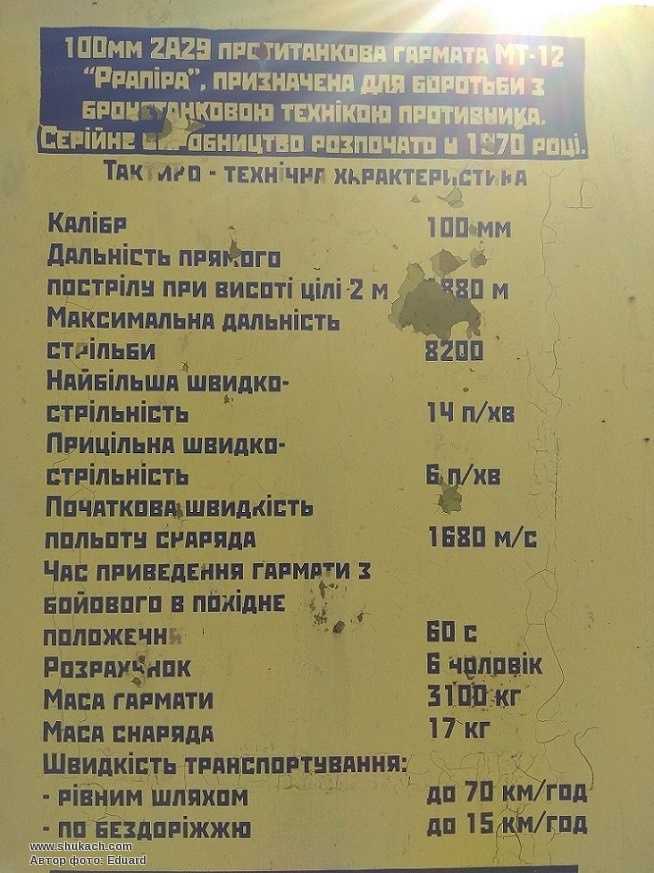 100мм 2А29 протитанкова гармата МТ-12
“Ррапіра”, призначена для боротьби з
бронетанковою технікою противника.
Серійне виробництво розпочато у 1970 році.
Тактико - технічна характеристика
Калібр 100 мм
Дальність прямого
пострілу при висоті цілі 2 м 880 м
Максимальна дальність
стрільби 8200
Найбільша швидко-
стрільність 14 п/хв
Прицільна швидко-
стрільність 6 п/хв
Початкова швидкість
польоту снаряда 1680 м/с
Час приведення гармати з
бойового в похідне
положення 60 с
Розрахунок 6 чоловік
Маса гармати 3100 кг
Маса снаряда 17 кг
Швидкість транспортування:
- рівним шляхом до 70 км/год
- по бездоріжжю до 15 км/год
www.shukach.com
Автор фото: Eduard